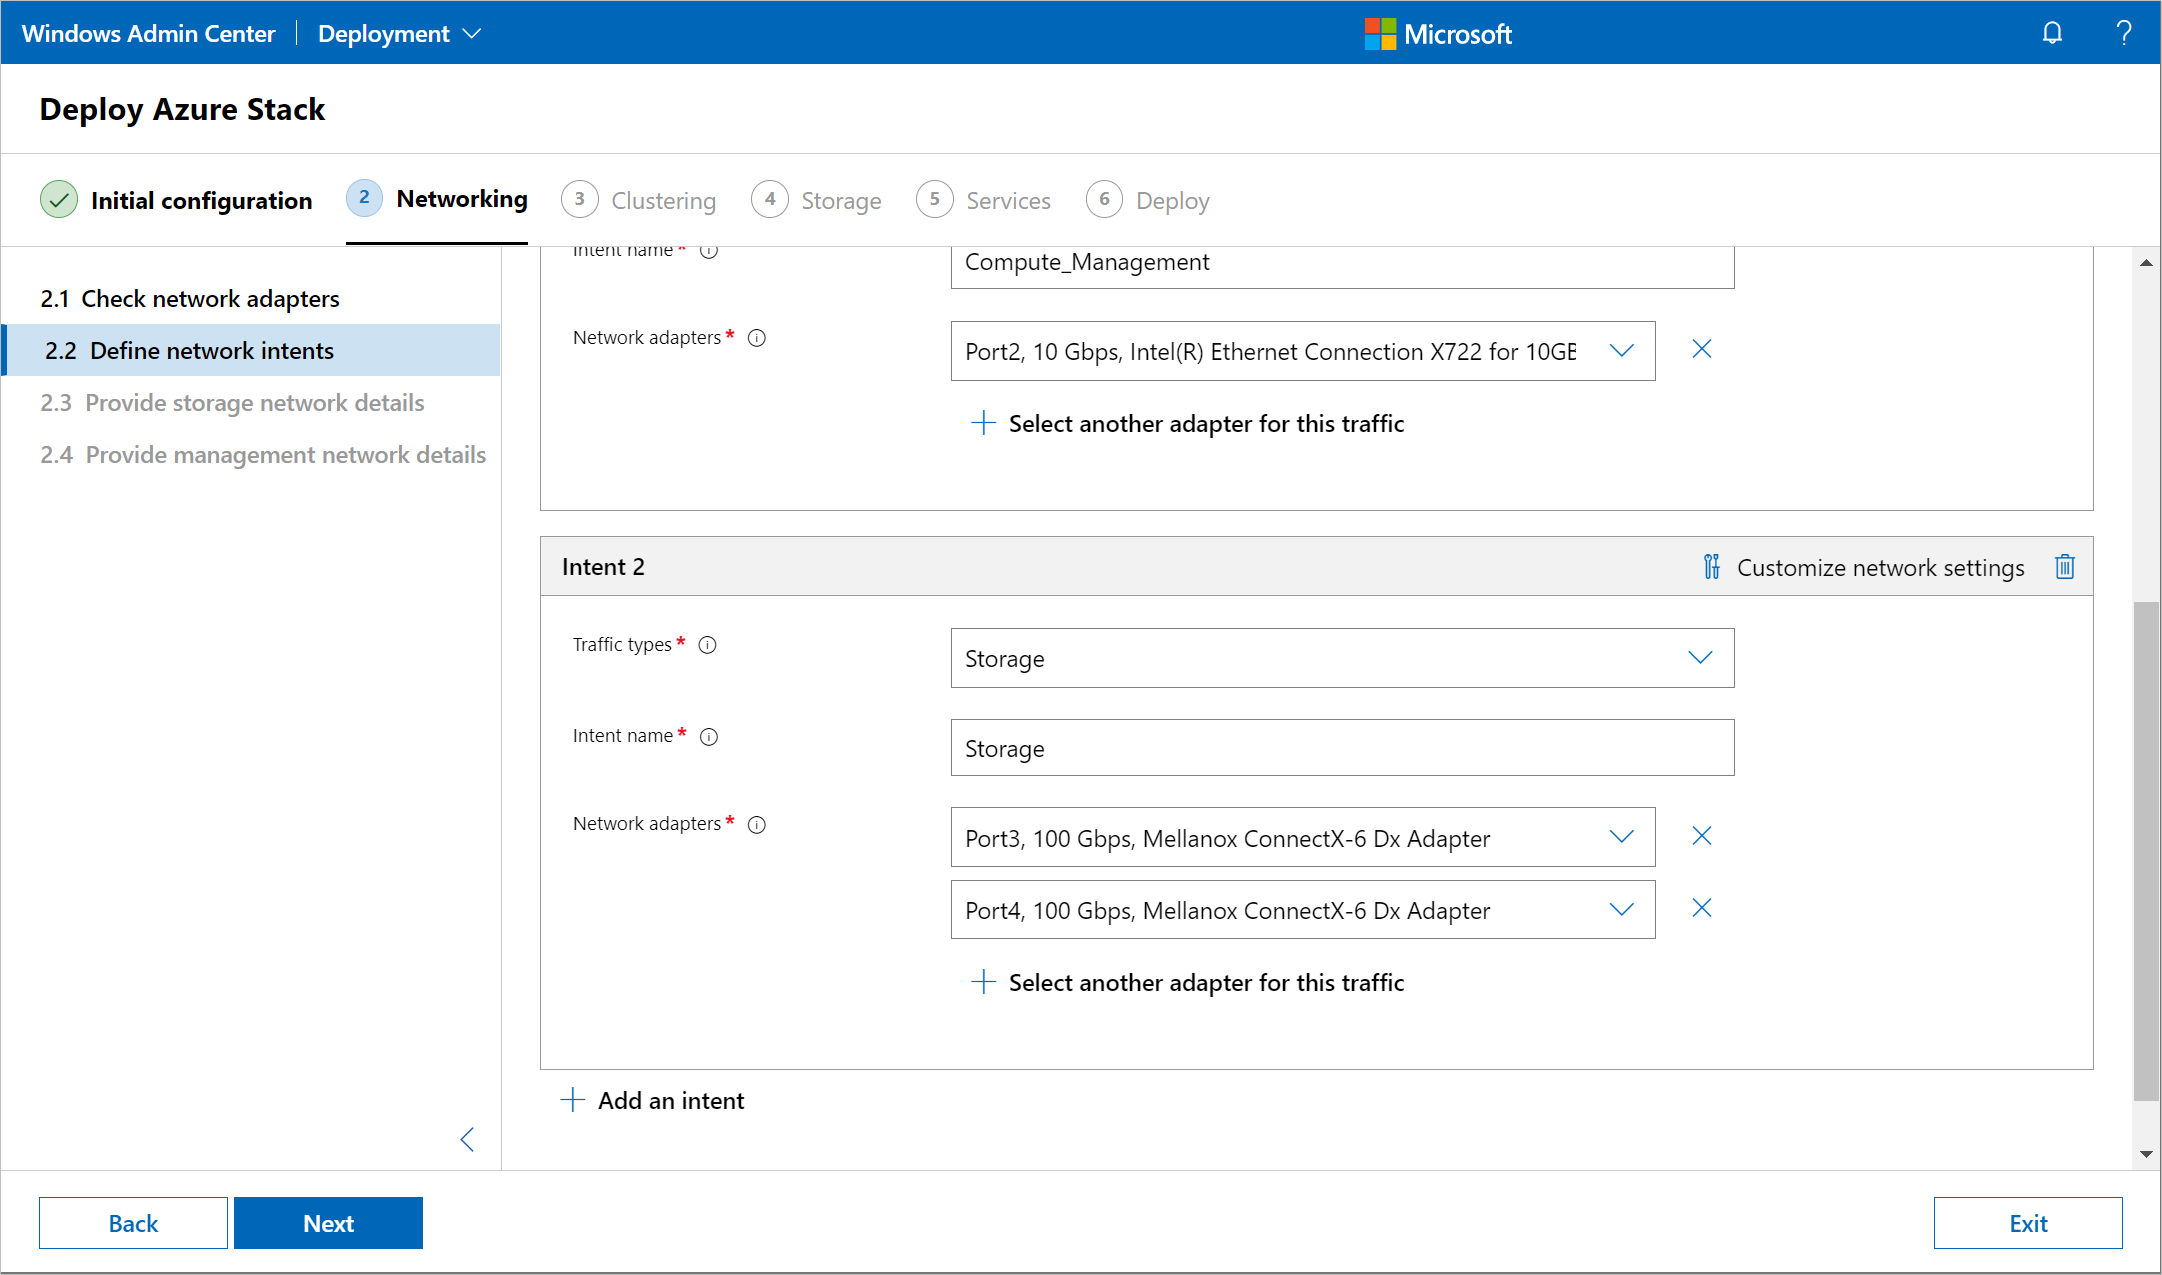 Windows Admin Center | Deployment
Microsoft
?
Deploy Azure Stack
Initial configuration
2 Networking
3 Clustering
4 Storage
5 Services
6 Deploy
2.1 Check network adapters
2.2 Define network intents
2.3 Provide storage network details
2.4 Provide management network details
Intent name *
Compute_Management
Network adapters *
Port2, 10 Gbps, Intel(R) Ethernet Connection X722 for 10GE
Select another adapter for this traffic
Intent 2
Customize network settings
Traffic types *
Storage
Intent name *
Storage
Network adapters *
Port3, 100 Gbps, Mellanox ConnectX-6 Dx Adapter
Port4, 100 Gbps, Mellanox ConnectX-6 Dx Adapter
Select another adapter for this traffic
Add an intent
Back
Next
Exit